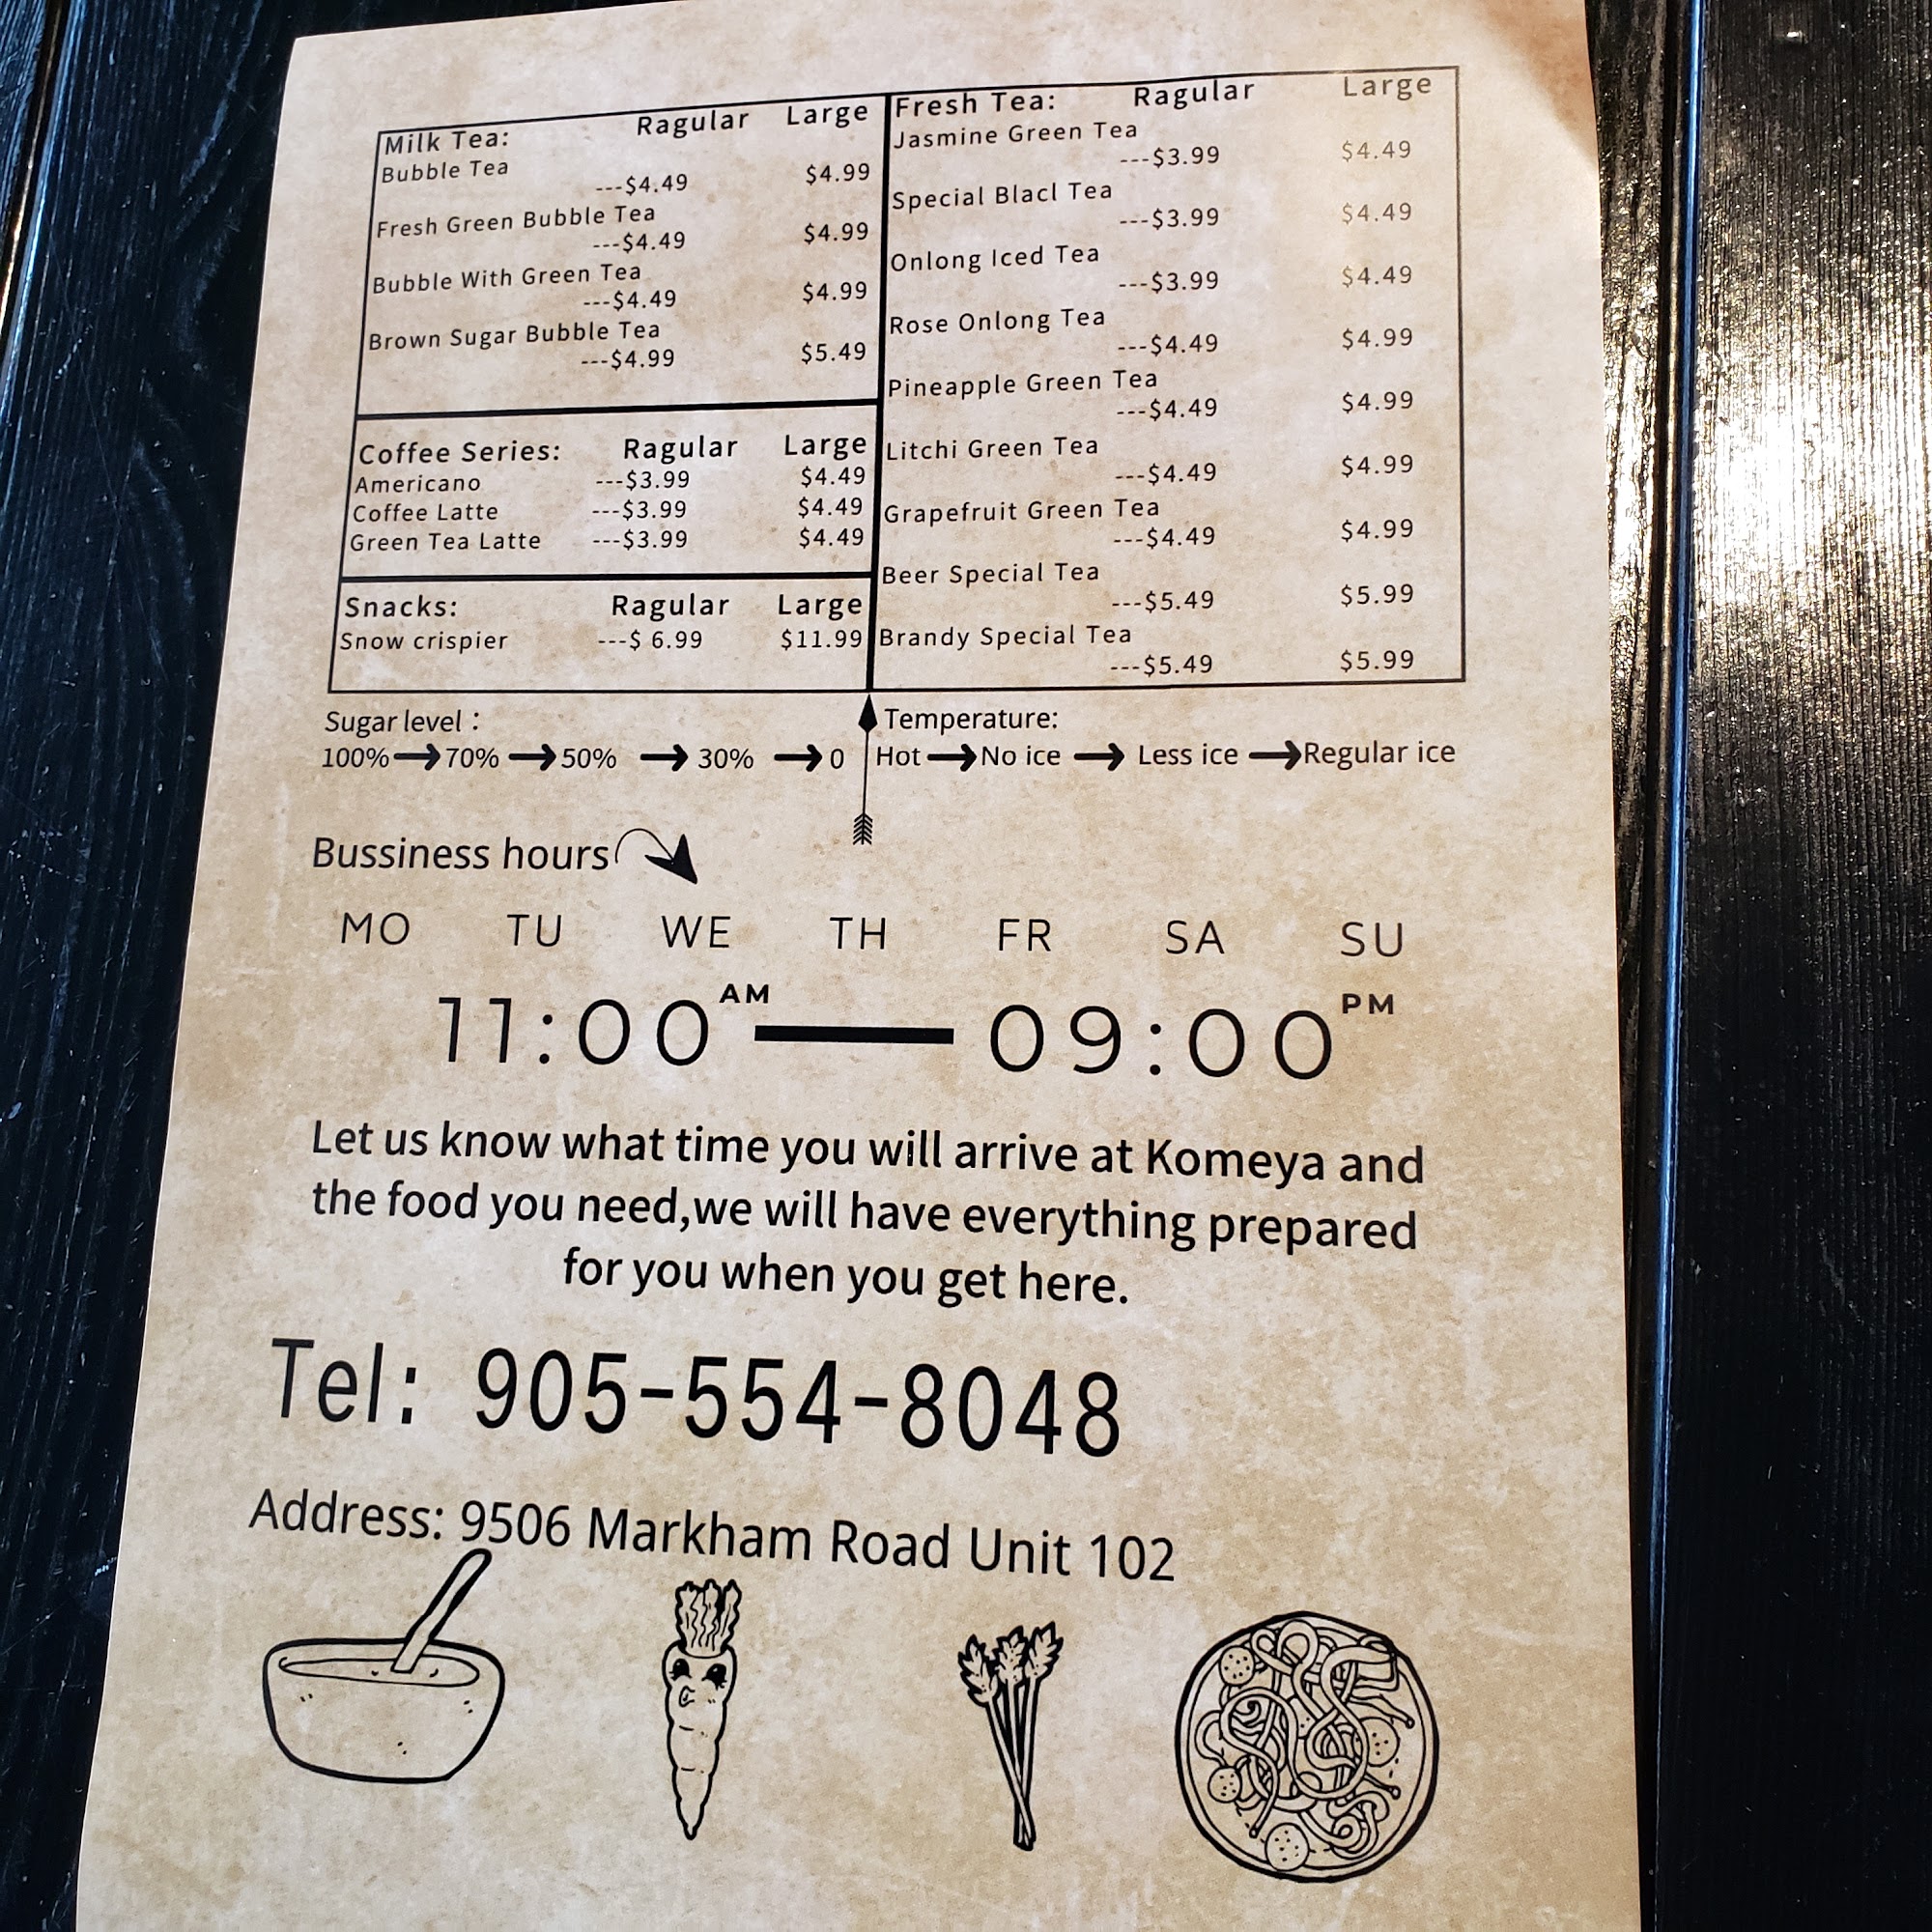 Milk Tea: Ragular Large
Bubble Tea
---$4.49 $4.99
Fresh Green Bubble Tea
---$4.49 $4.99
Bubble With Green Tea
---$4.49 $4.99
Brown Sugar Bubble Tea
---$4.99 $5.49
Coffee Series: Ragular Large
Americano ---$3.99 $4.49
Coffee Latte ---$3.99 $4.49
Green Tea Latte ---$3.99 $4.49
Snacks: Ragular Large
Snow crispier ---$ 6.99 $11.99
Fresh Tea: Ragular Large
Jasmine Green Tea
---$3.99 $4.49
Special Blacl Tea
---$3.99 $4.49
Onlong Iced Tea
---$3.99 $4.49
Rose Onlong Tea
---$4.49 $4.99
Pineapple Green Tea
---$4.49 $4.99
Litchi Green Tea
---$4.49 $4.99
Grapefruit Green Tea
---$4.49 $4.99
Beer Special Tea
---$5.49 $5.99
Brandy Special Tea
---$5.49 $5.99
Sugar level :
100% → 70% → 50% → 30% → 0
Temperature:
Hot → No ice → Less ice → Regular ice
Bussiness hours
MO TU WE TH FR SA SU
11:00 AM — 09:00 PM
Let us know what time you will arrive at Komeya and
the food you need,we will have everything prepared
for you when you get here.
Tel: 905-554-8048
Address: 9506 Markham Road Unit 102